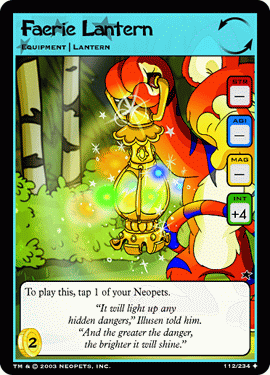 Faerie Lantern
EQUIPMENT | LANTERN
STR
–
AGI
–
MAG
–
INT
+4
To play this, tap 1 of your Neopets.
"It will light up any
hidden dangers," Illusen told him.
"And the greater the danger,
the brighter it will shine."
2
TM & © 2003 NEOPETS, INC.
112/234